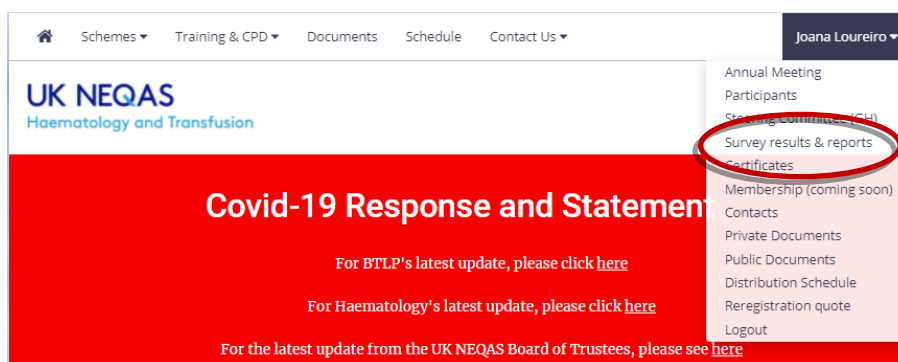 Schemes Training & CPD Documents Schedule Contact Us Joana Loureiro
UK NEQAS
Haematology and Transfusion
Annual Meeting
Participants
Steering Committee (GH)
Survey results & reports
Certificates
Membership (coming soon)
Contacts
Private Documents
Public Documents
Distribution Schedule
Reregistration quote
Logout
Covid-19 Response and Statement
For BTLP's latest update, please click here
For Haematology's latest update, please click here
For the latest update from the UK NEQAS Board of Trustees, please see here